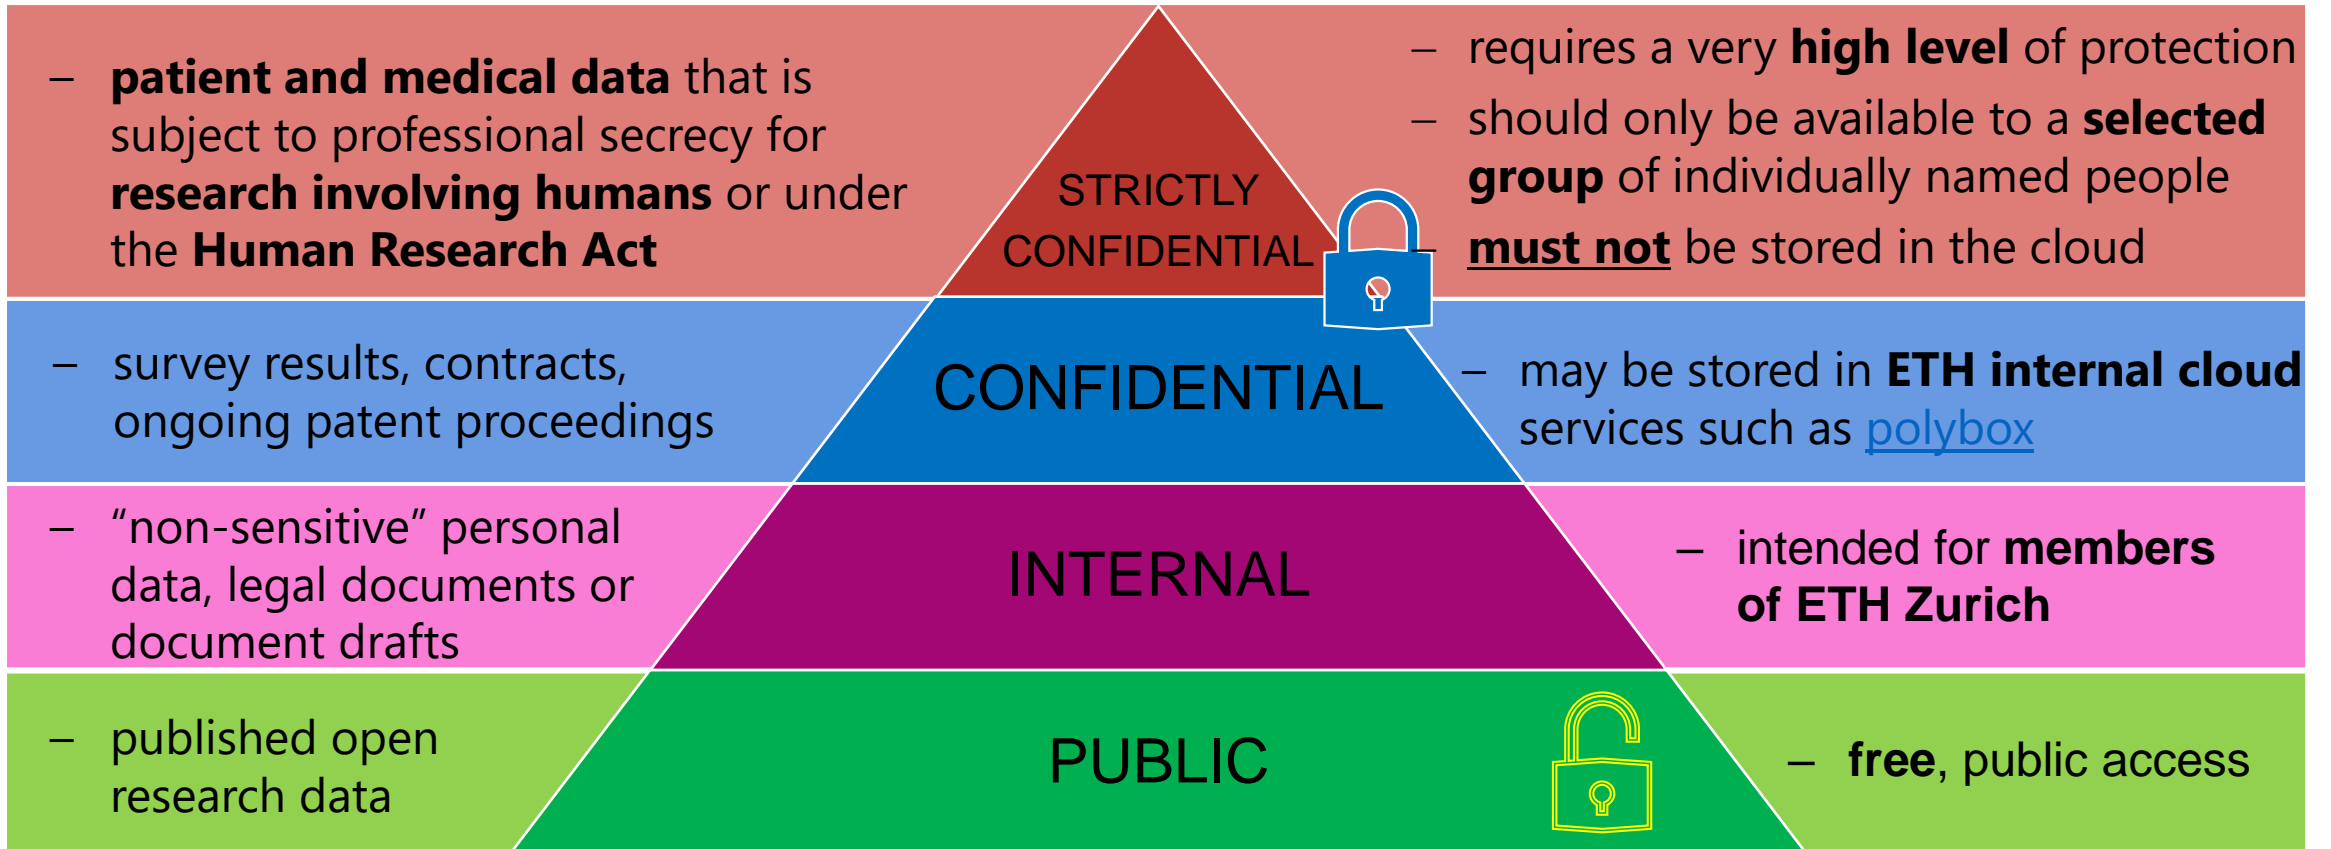 – patient and medical data that is
subject to professional secrecy for
research involving humans or under
the Human Research Act
STRICTLY
CONFIDENTIAL
– requires a very high level of protection
– should only be available to a selected
group of individually named people
– must not be stored in the cloud
– survey results, contracts,
ongoing patent proceedings
CONFIDENTIAL
– may be stored in ETH internal cloud
services such as polybox
– “non-sensitive” personal
data, legal documents or
document drafts
INTERNAL
– intended for members
of ETH Zurich
– published open
research data
PUBLIC
– free, public access